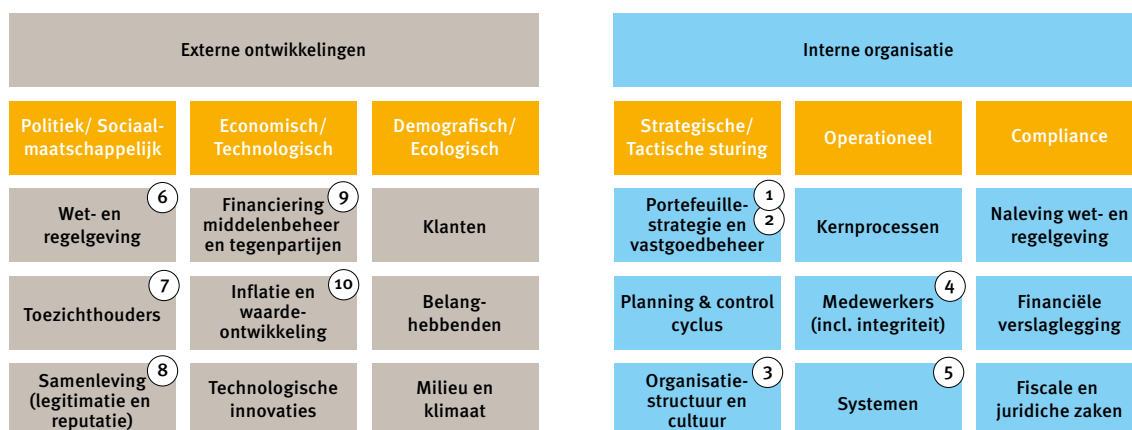 Externe ontwikkelingen
Politiek/ Sociaal-
maatschappelijk
Economisch/
Technologisch
Demografisch/
Ecologisch
6
Wet- en
regelgeving
9
Financiering
middelenbeheer
en tegenpartijen
Klanten
7
Toezichthouders
10
Inflatie en
waarde-
ontwikkeling
Belang-
hebbenden
8
Samenleving
(legitimatie en
reputatie)
Technologische
innovaties
Milieu en
klimaat
Interne organisatie
Strategische/
Tactische sturing
Operationeel
Compliance
1
2
Portefeuille-
strategie en
vastgoedbeheer
Kernprocessen
Naleving wet- en
regelgeving
Planning & control
cyclus
4
Medewerkers
(incl. integriteit)
Financiële
verslaglegging
3
Organisatie-
structuur en
cultuur
5
Systemen
Fiscale en
juridiche zaken